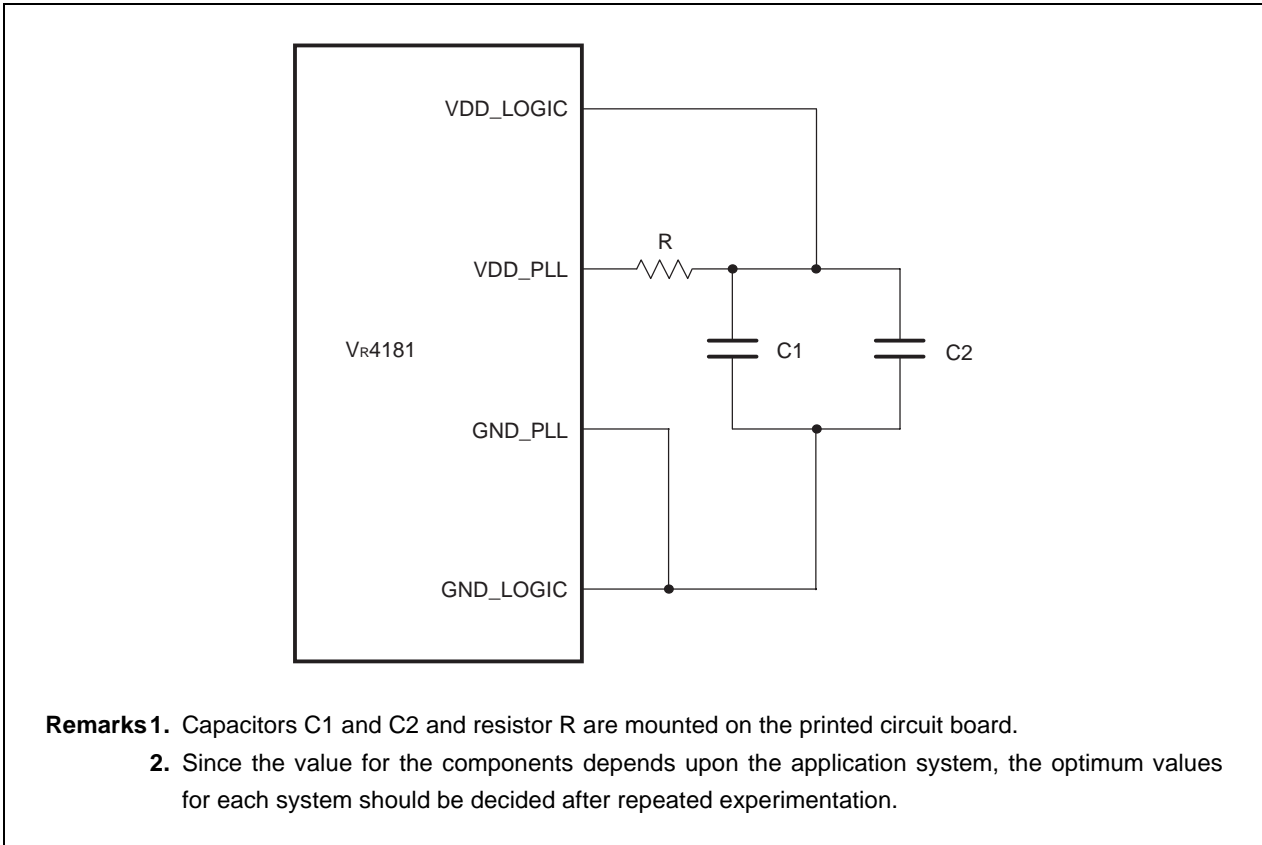 VDD_LOGIC
R
VDD_PLL
VR4181
C1
C2
GND_PLL
GND_LOGIC
Remarks 1. Capacitors C1 and C2 and resistor R are mounted on the printed circuit board.
2. Since the value for the components depends upon the application system, the optimum values
for each system should be decided after repeated experimentation.